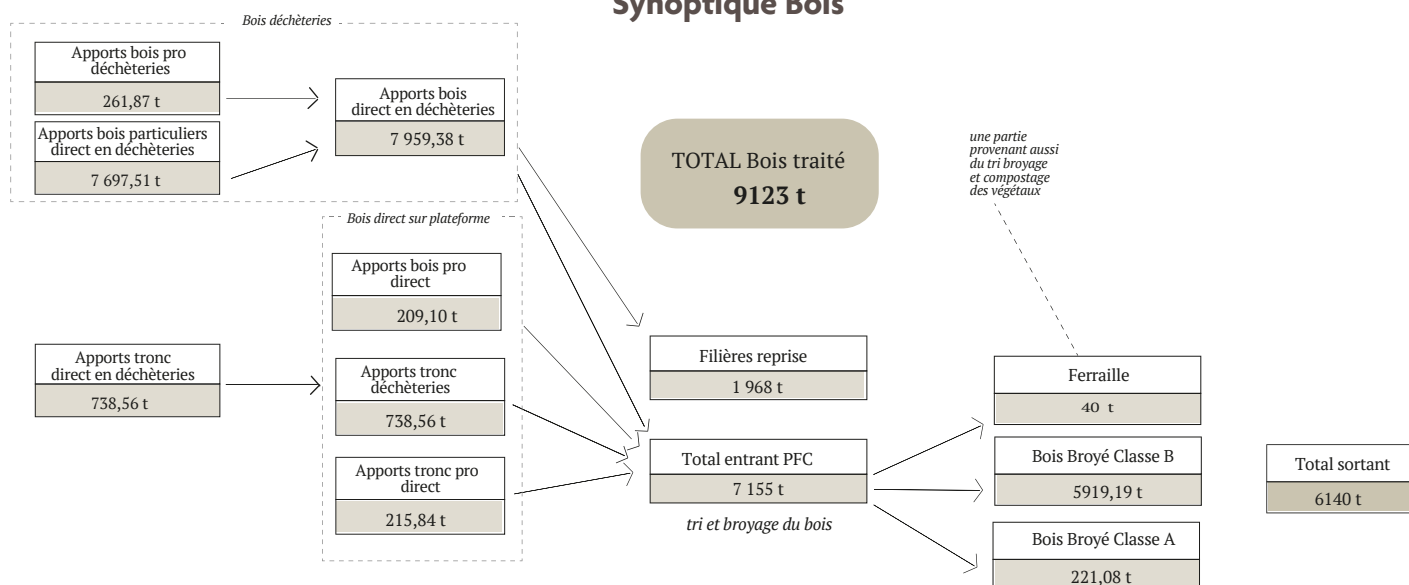 Synoptique Bois
Bois déchèteries
Apports bois pro
déchèteries
261,87 t
Apports bois particuliers
direct en déchèteries
7 697,51 t
Apports bois
direct en déchèteries
7 959,38 t
TOTAL Bois traité
9123 t
une partie
provenant aussi
du tri broyage
et compostage
des végétaux
Bois direct sur plateforme
Apports bois pro
direct
209,10 t
Apports tronc
direct en déchèteries
738,56 t
Apports tronc
déchèteries
738,56 t
Apports tronc pro
direct
215,84 t
Filières reprise
1 968 t
Total entrant PFC
7 155 t
tri et broyage du bois
Ferraille
40 t
Bois Broyé Classe B
5919,19 t
Bois Broyé Classe A
221,08 t
Total sortant
6140 t